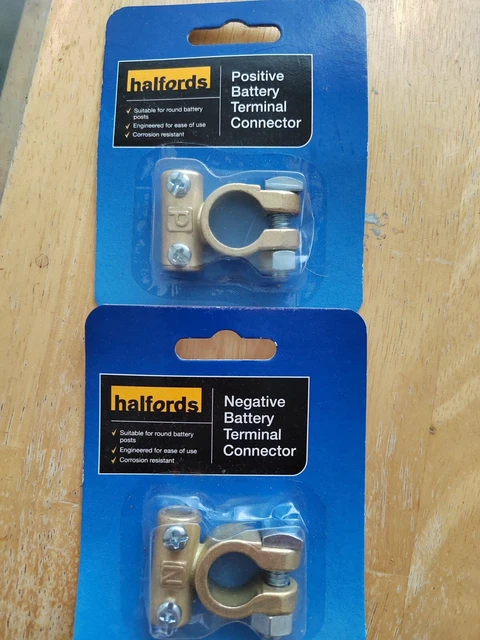 halfords
Positive
Battery
Terminal
Connector
✓ Suitable for round battery
posts
✓ Engineered for ease of use
✓ Corrosion resistant
P
halfords
Negative
Battery
Terminal
Connector
✓ Suitable for round battery
posts
✓ Engineered for ease of use
✓ Corrosion resistant
N